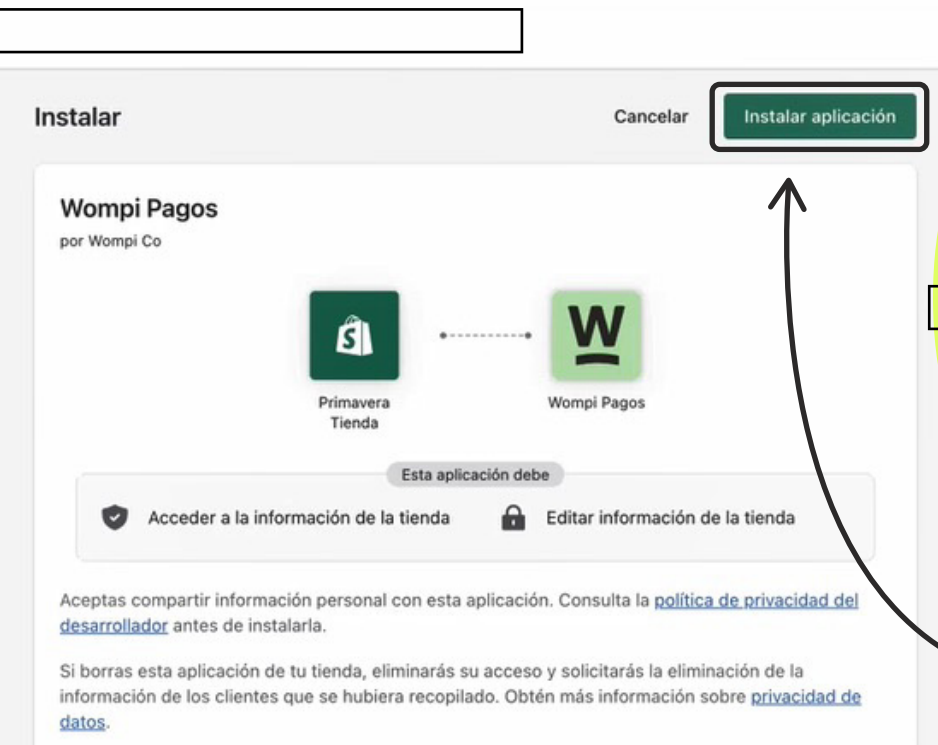 Instalar
Cancelar
Instalar aplicación
Wompi Pagos
por Wompi Co
S
W
Primavera
Tienda
Wompi Pagos
Esta aplicación debe
Acceder a la información de la tienda
Editar información de la tienda
Aceptas compartir información personal con esta aplicación. Consulta la política de privacidad del
desarrollador antes de instalarla.
Si borras esta aplicación de tu tienda, eliminarás su acceso y solicitarás la eliminación de la
información de los clientes que se hubiera recopilado. Obtén más información sobre privacidad de
datos.